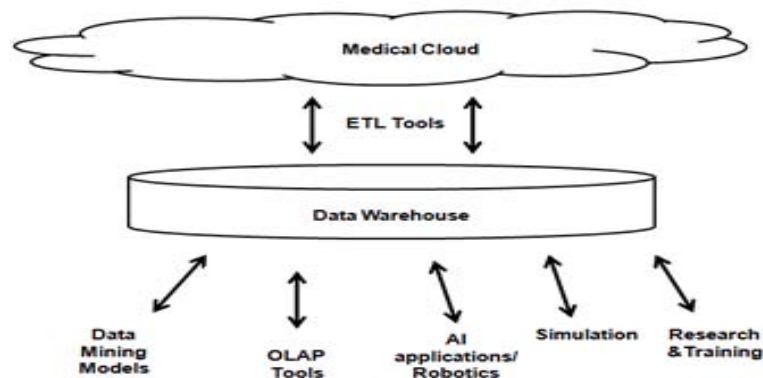 Medical Cloud
ETL Tools
Data Warehouse
Data
Mining
Models
OLAP
Tools
AI
applications/
Robotics
Simulation
Research
&Training